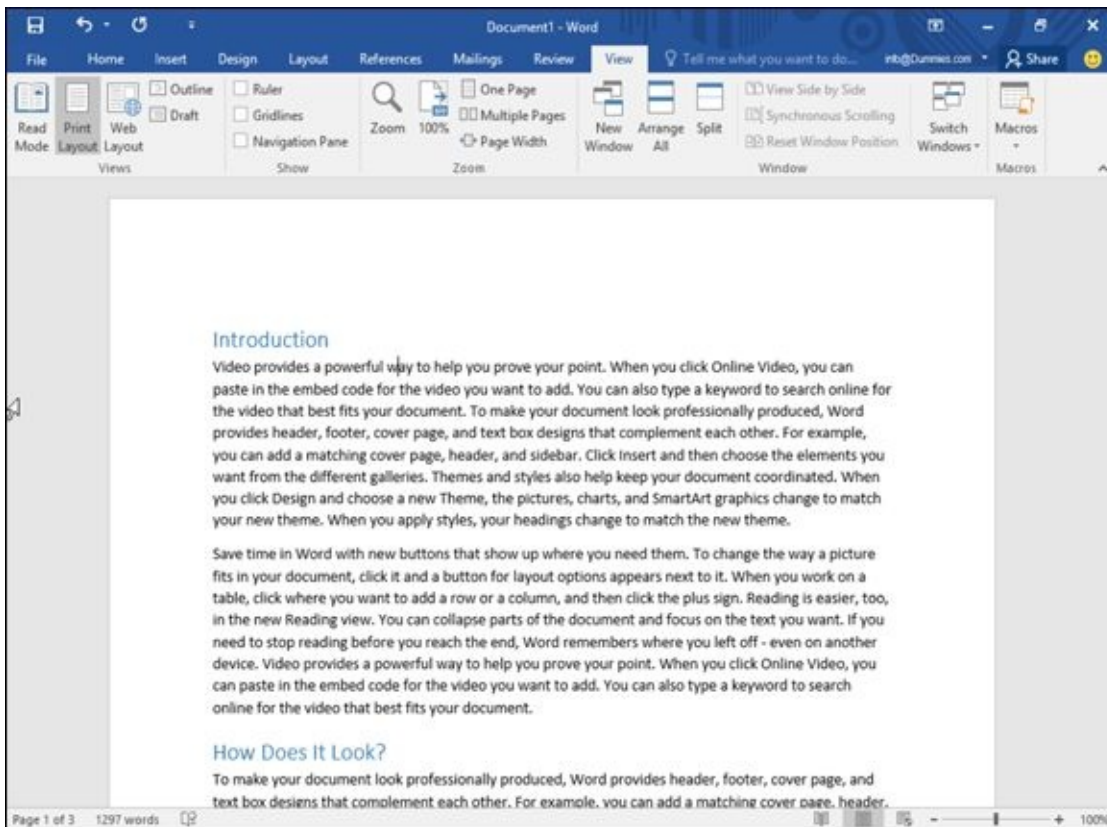 Document1 - Word
File Home Insert Design Layout References Mailings Review View Tell me what you want to do... info@Dummies.com Share
Read Mode
Print Layout
Web Layout
Outline
Draft
Views
Ruler
Gridlines
Navigation Pane
Show
Zoom
100%
One Page
Multiple Pages
Page Width
Zoom
New Window
Arrange All
Split
View Side by Side
Synchronous Scrolling
Reset Window Position
Window
Switch Windows
Macros
Macros
Introduction
Video provides a powerful way to help you prove your point. When you click Online Video, you can
paste in the embed code for the video you want to add. You can also type a keyword to search online for
the video that best fits your document. To make your document look professionally produced, Word
provides header, footer, cover page, and text box designs that complement each other. For example,
you can add a matching cover page, header, and sidebar. Click Insert and then choose the elements you
want from the different galleries. Themes and styles also help keep your document coordinated. When
you click Design and choose a new Theme, the pictures, charts, and SmartArt graphics change to match
your new theme. When you apply styles, your headings change to match the new theme.
Save time in Word with new buttons that show up where you need them. To change the way a picture
fits in your document, click it and a button for layout options appears next to it. When you work on a
table, click where you want to add a row or a column, and then click the plus sign. Reading is easier, too,
in the new Reading view. You can collapse parts of the document and focus on the text you want. If you
need to stop reading before you reach the end, Word remembers where you left off - even on another
device. Video provides a powerful way to help you prove your point. When you click Online Video, you
can paste in the embed code for the video you want to add. You can also type a keyword to search
online for the video that best fits your document.
How Does It Look?
To make your document look professionally produced, Word provides header, footer, cover page, and
text box designs that complement each other. For example, you can add a matching cover page, header,
Page 1 of 3 1297 words 100%